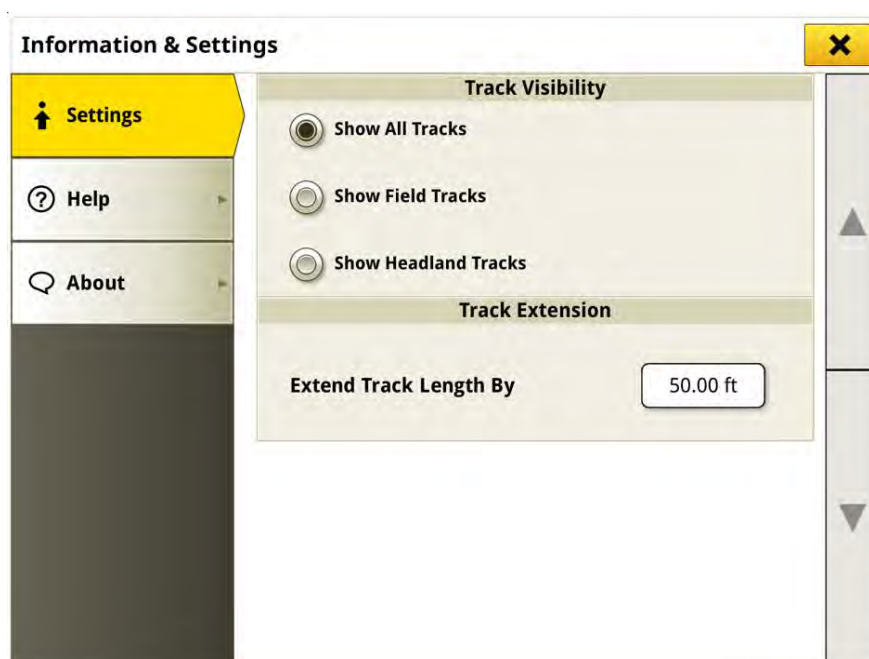 Information & Settings
Settings
Help
About
Track Visibility
Show All Tracks
Show Field Tracks
Show Headland Tracks
Track Extension
Extend Track Length By
50.00 ft